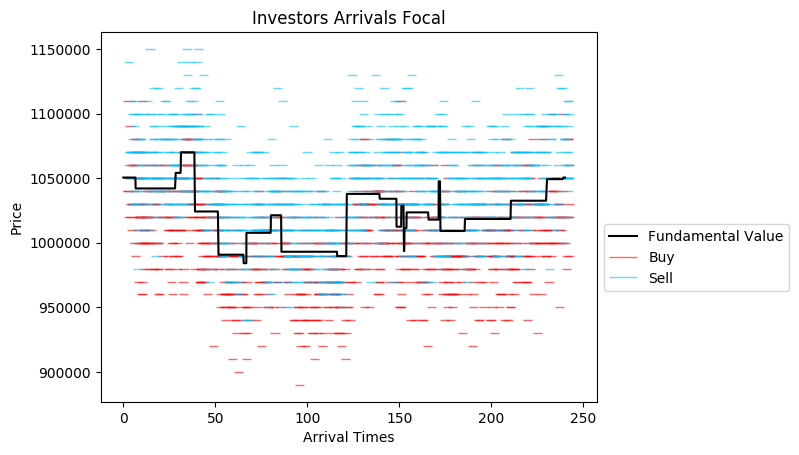 Investors Arrivals Focal
1150000
1100000
1050000
1000000
950000
900000
Price
0 50 100 150 200 250
Arrival Times
Fundamental Value
Buy
Sell